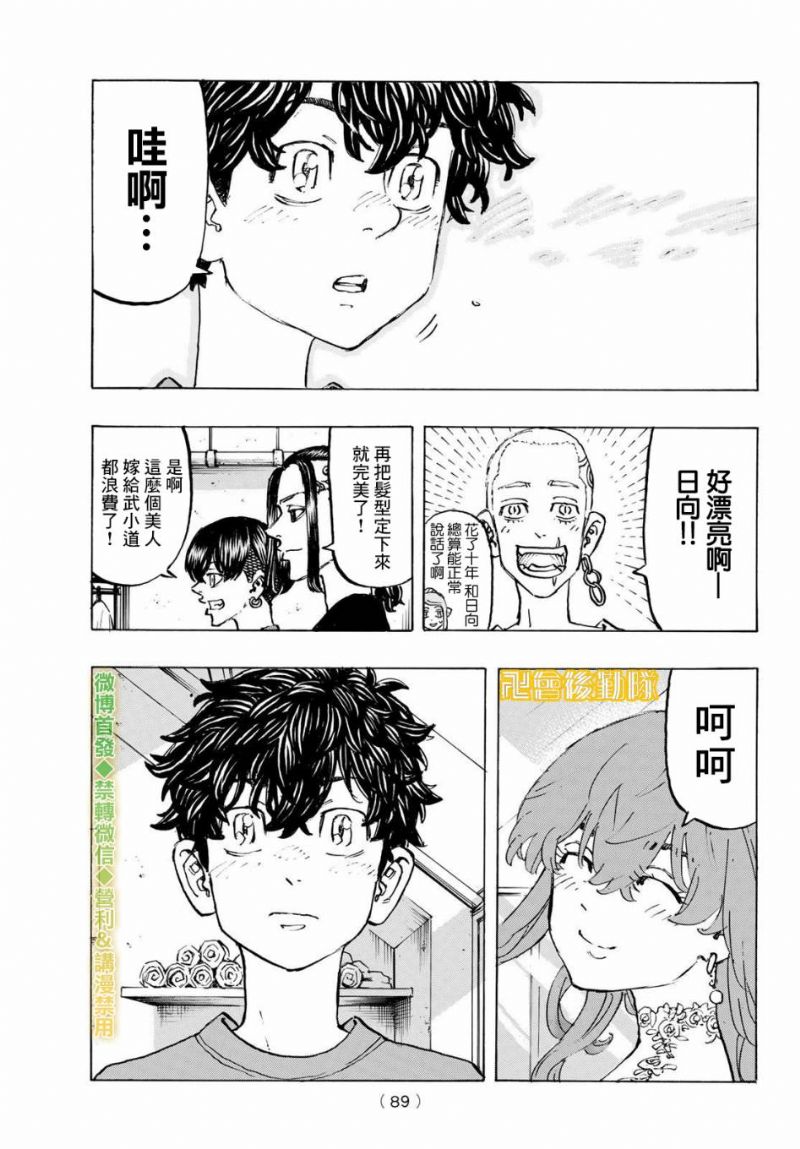 哇啊…
好漂亮啊—
日向!!
花了十年 和日向
總算能正常
說話了啊
再把髮型定下來
就完美了!
是啊
這麼個美人
嫁給武小道
都浪費了!
卍會後勤隊
呵呵
微博首發◆禁轉微信◆營利&講漫禁用
(89)